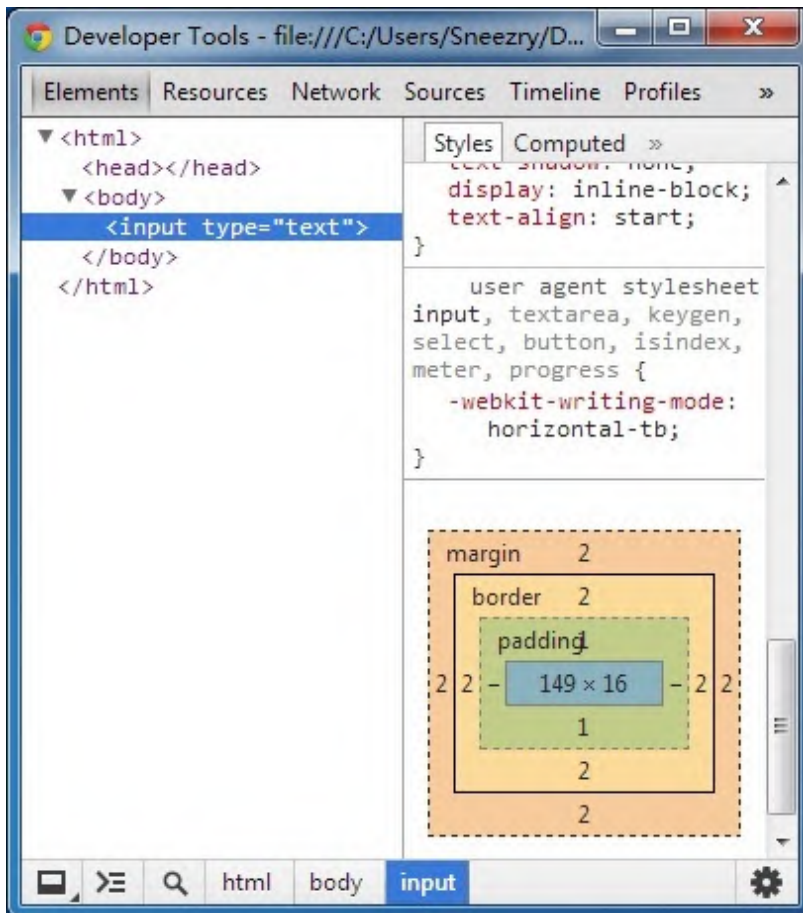 Developer Tools - file:///C:/Users/Sneezry/D...
Elements Resources Network Sources Timeline Profiles »
▼<html>
<head></head>
▼<body>
<input type="text">
</body>
</html>
Styles Computed »
text-shadow: none;
display: inline-block;
text-align: start;
}
user agent stylesheet
input, textarea, keygen,
select, button, isindex,
meter, progress {
-webkit-writing-mode:
horizontal-tb;
}
margin 2
border 2
padding 1
2 2 – 149 × 16 – 2 2
1
2
2
html body input